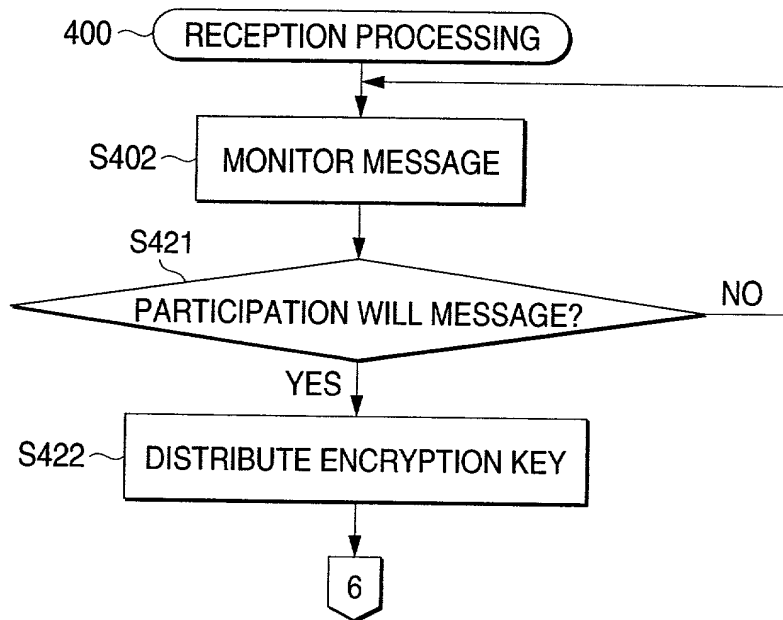 400
RECEPTION PROCESSING
S402
MONITOR MESSAGE
S421
PARTICIPATION WILL MESSAGE?
NO
YES
S422
DISTRIBUTE ENCRYPTION KEY
6